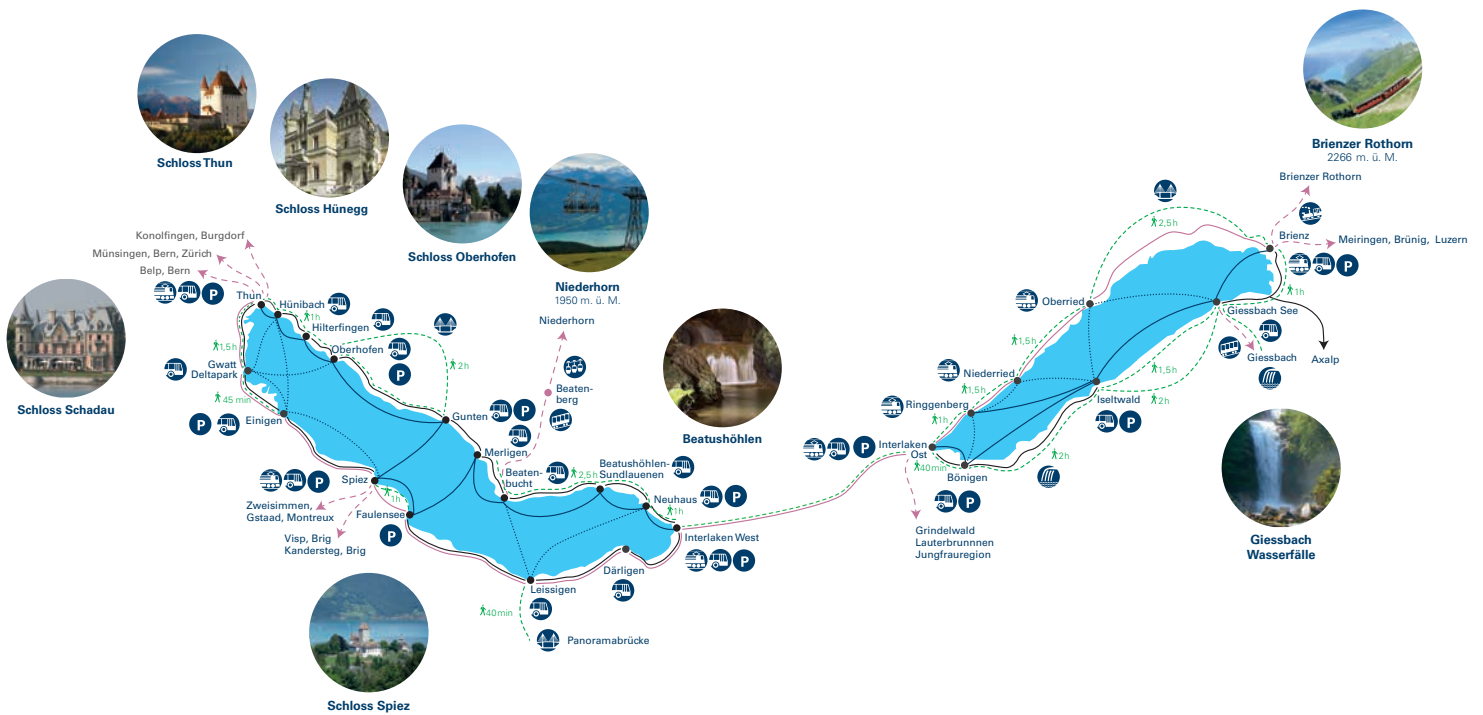 Schloss Thun
Schloss Hünegg
Schloss Oberhofen
Niederhorn
1950 m. ü. M.
Brienzer Rothorn
2266 m. ü. M.
Brienzer Rothorn
2,5h
Brienz
Meiringen, Brünig, Luzern
P
1h
Konolfingen, Burgdorf
Münsingen, Bern, Zürich
Belp, Bern
P
Thun
Hünibach
1h
Hilterfingen
Oberhofen
P
2h
1,5h
Gwatt
Deltapark
45 min
P
Einigen
Schloss Schadau
Niederhorn
Beaten-
berg
Gunten
P
Merligen
Beaten-
bucht
2,5h
Beatushöhlen-
Sundlauenen
Neuhaus
P
1h
Interlaken West
P
Beatushöhlen
P
Spiez
1h
Zweisimmen,
Gstaad, Montreux
Faulensee
P
Visp, Brig
Kandersteg, Brig
Därligen
Leissigen
40min
Panoramabrücke
Schloss Spiez
Oberried
1,5h
Niederried
1,5h
Ringgenberg
1h
P
Interlaken
Ost
40min
Bönigen
P
2h
Grindelwald
Lauterbrunnnen
Jungfrauregion
Giessbach See
Giessbach
Axalp
1,5h
2h
Iseltwald
P
Giessbach
Wasserfälle